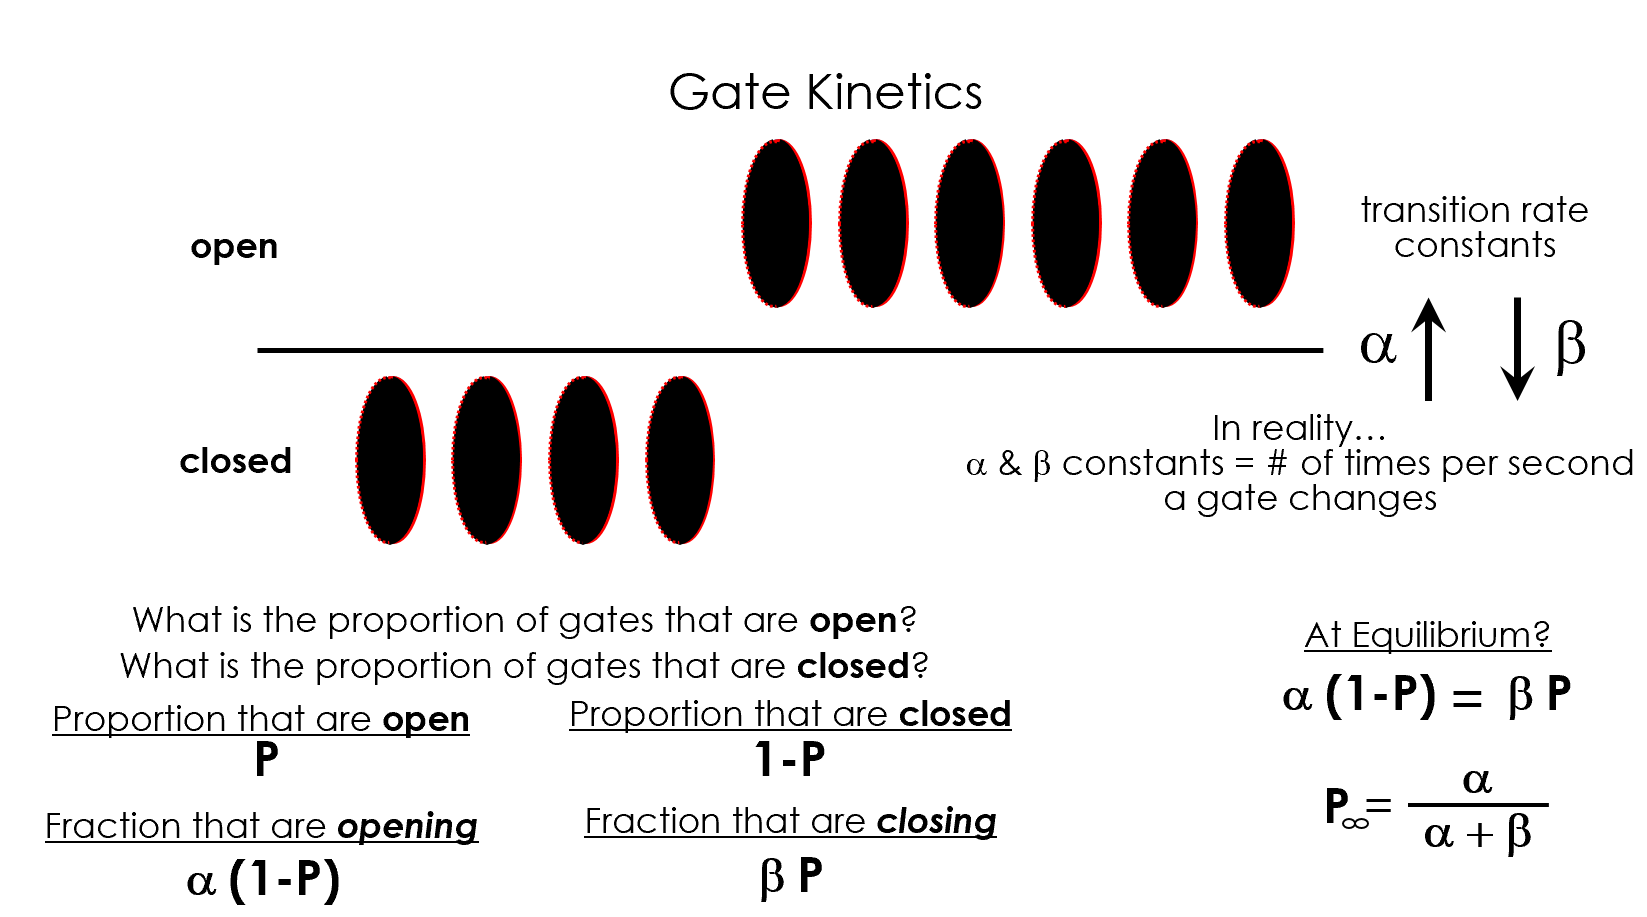 Gate Kinetics
open
transition rate
constants
α
β
closed
In reality...
α & β constants = # of times per second
a gate changes
What is the proportion of gates that are open?
What is the proportion of gates that are closed?
Proportion that are open
P
Proportion that are closed
1-P
Fraction that are opening
α (1-P)
Fraction that are closing
β P
At Equilibrium?
α (1-P) = β P
P∞ =
α
α + β